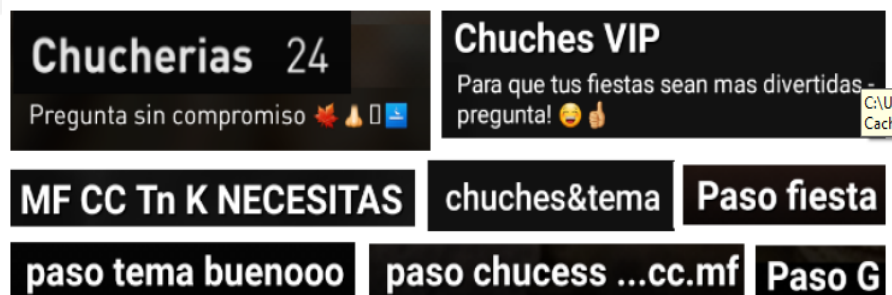 Chucherias 24
Pregunta sin compromiso 🍁👃▯🚰
Chuches VIP
Para que tus fiestas sean mas divertidas -
pregunta! 😄👍
C:\U
Cach
MF CC Tn K NECESITAS
chuches&tema
Paso fiesta
paso tema buenooo
paso chucess ...cc.mf
Paso G